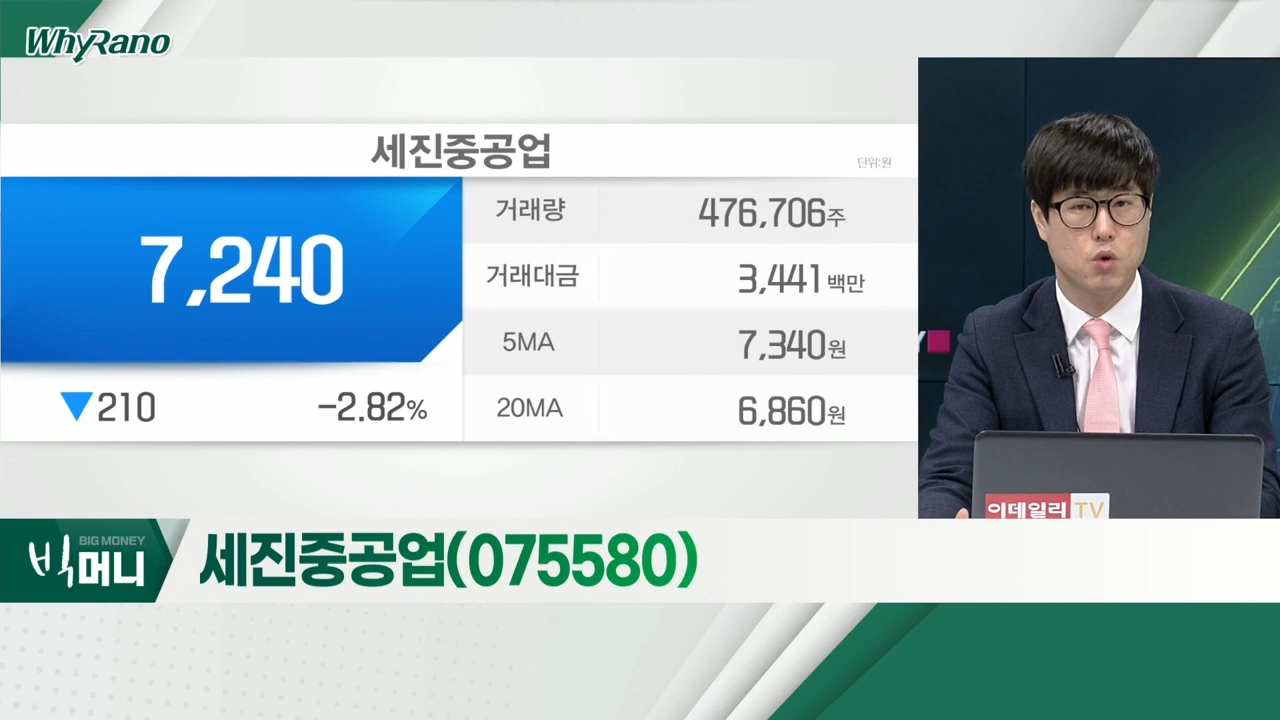 WhyRano
세진중공업
단위:원
7,240
▼210 -2.82%
거래량 476,706주
거래대금 3,441백만
5MA 7,340원
20MA 6,860원
이데일리TV
BIG MONEY
빅머니
세진중공업(075580)